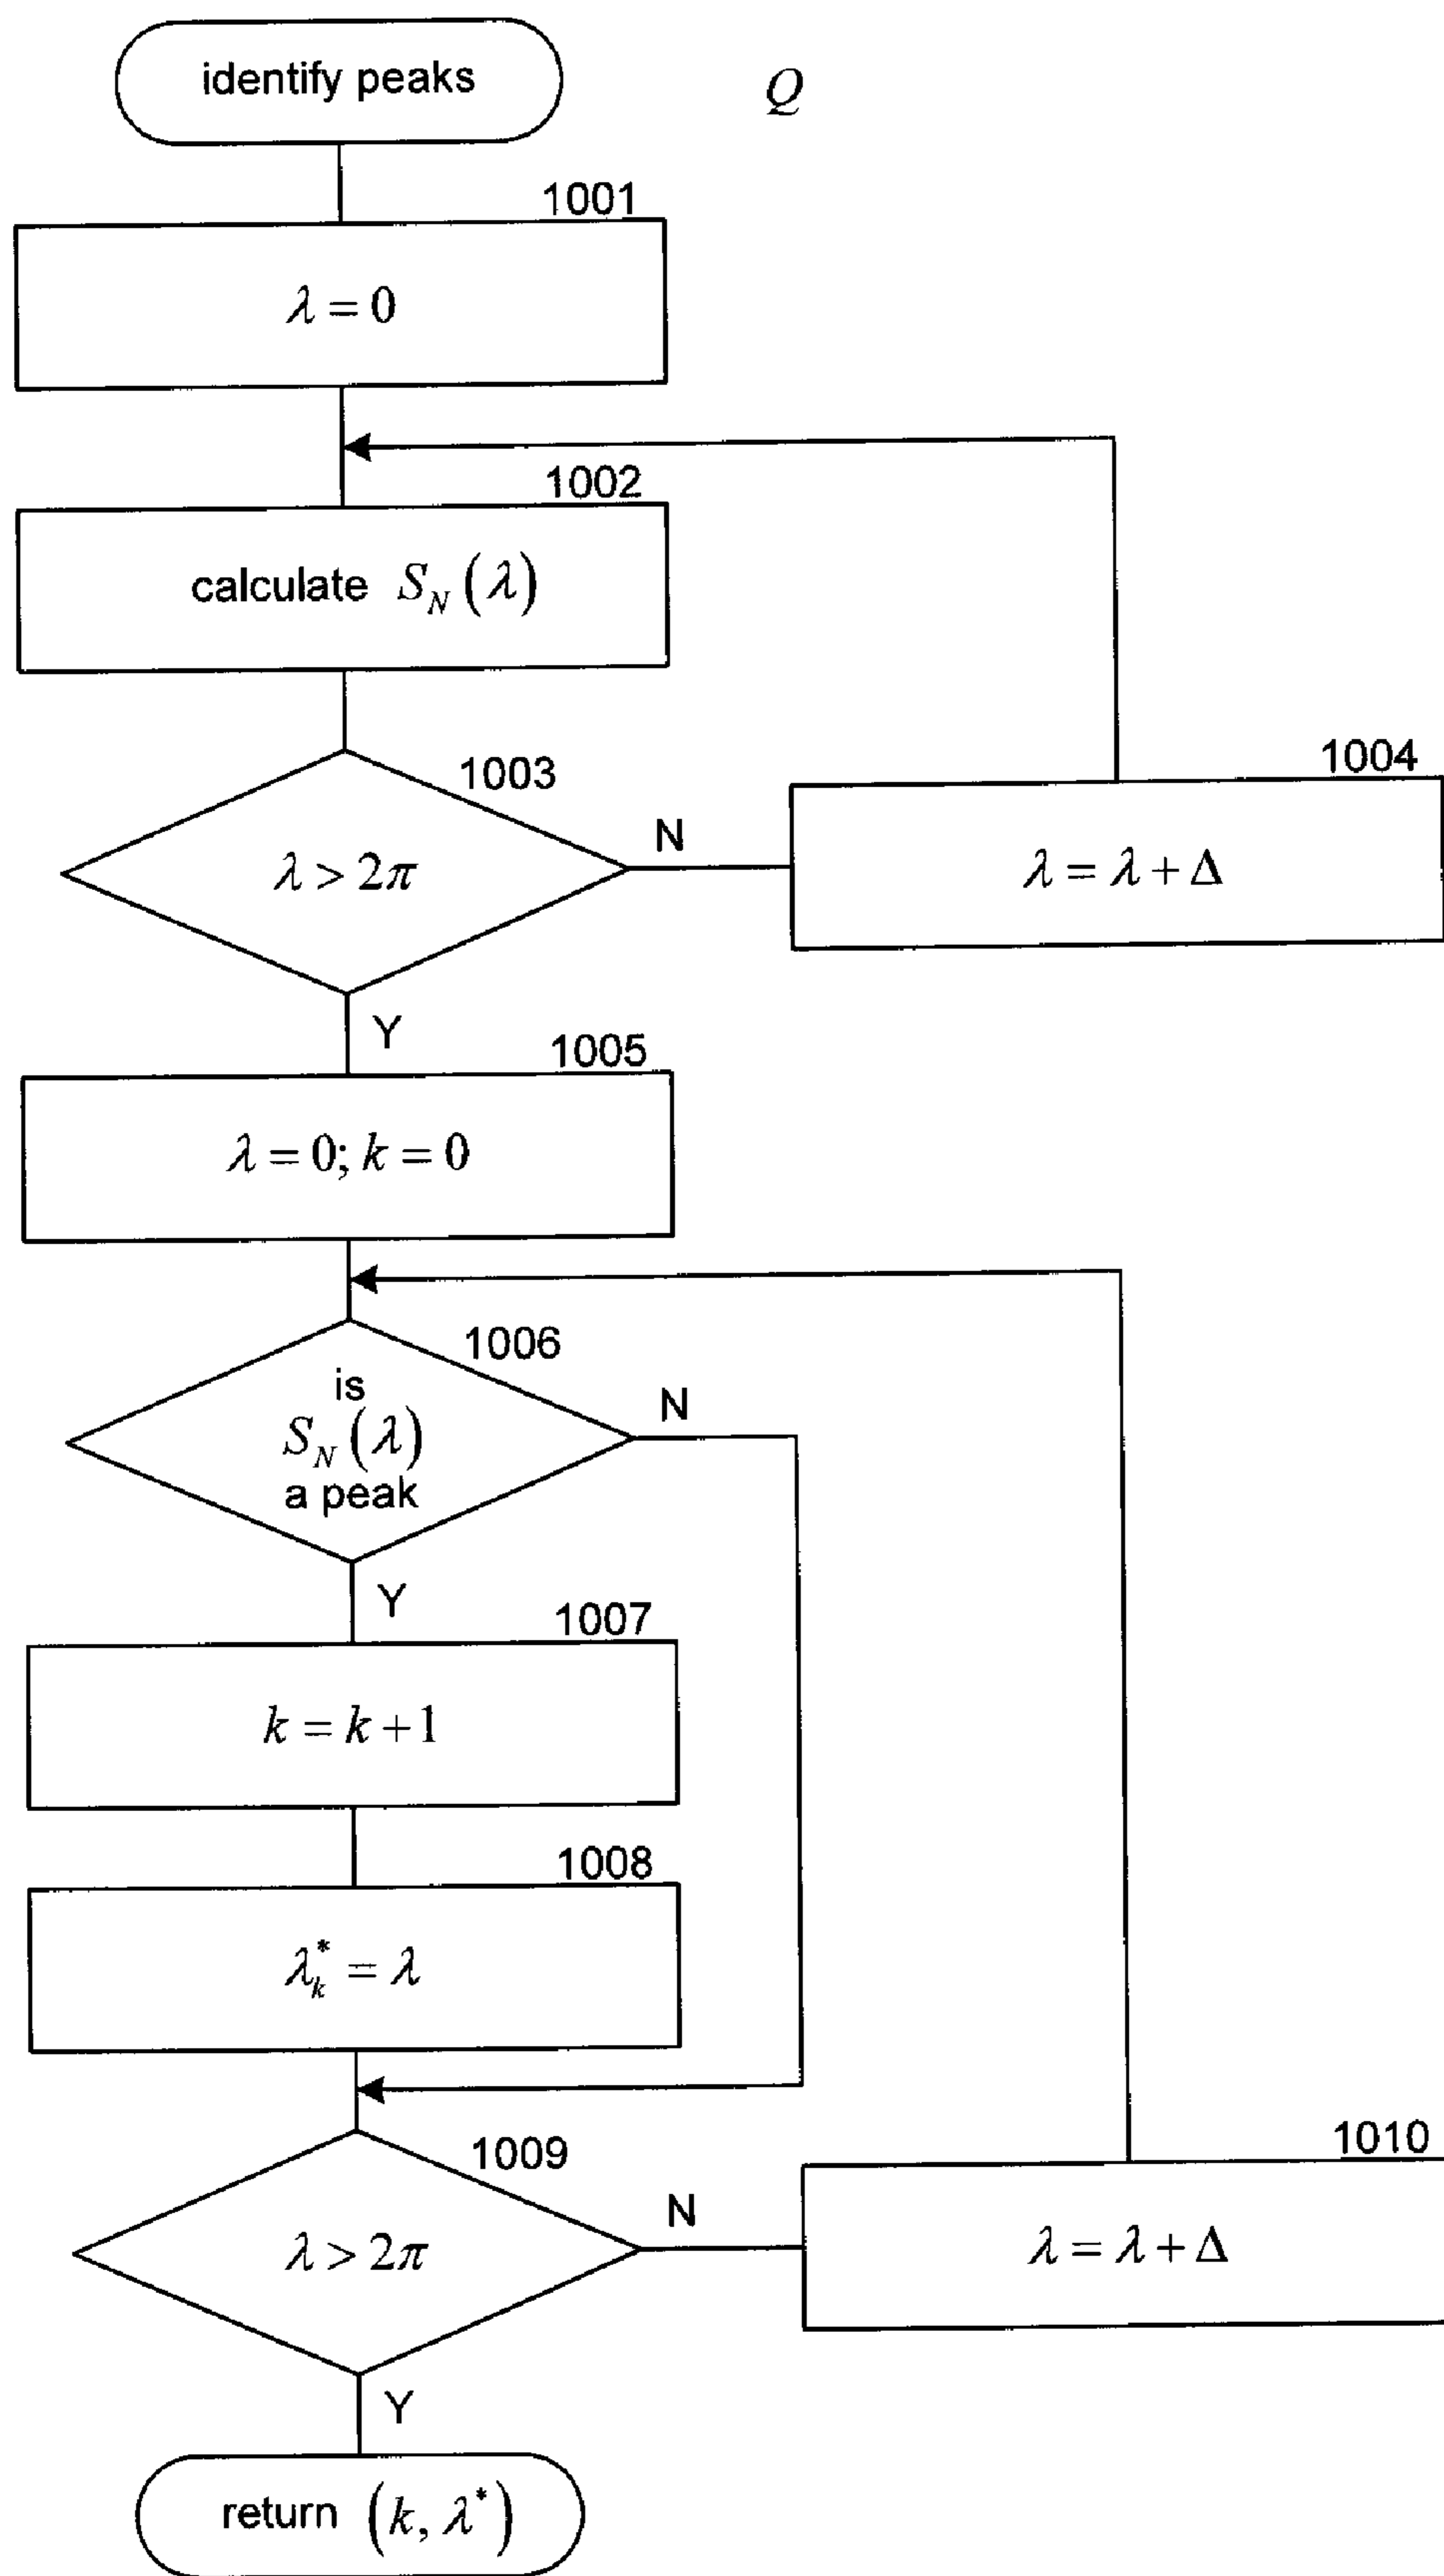 identify peaks
Q
1001
λ = 0
1002
calculate S_N(λ)
1003
λ > 2π
N
1004
λ = λ + Δ
Y
1005
λ = 0; k = 0
1006
is
S_N(λ)
a peak
N
Y
1007
k = k + 1
1008
λ*_k = λ
1009
λ > 2π
N
1010
λ = λ + Δ
Y
return (k, λ*)